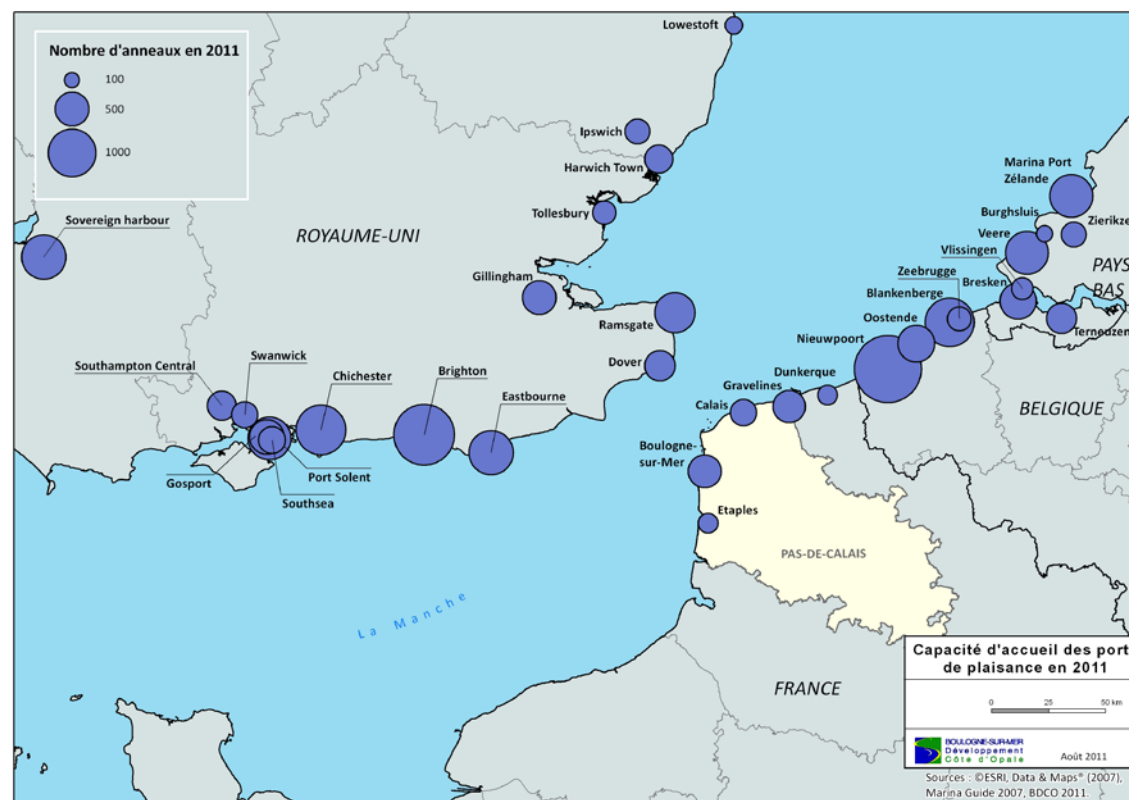 Nombre d'anneaux en 2011
100
500
1000
Lowestoft
Ipswich
Harwich Town
Tollesbury
Gillingham
Ramsgate
Dover
ROYAUME-UNI
Sovereign harbour
Southampton Central
Swanwick
Chichester
Brighton
Eastbourne
Gosport
Port Solent
Southsea
Marina Port
Zélande
Burghsluis
Zierikze
Veere
Vlissingen
PAYS
BAS
Zeebrugge
Bresken
Blankenberge
Oostende
Terneuzen
Nieuwpoort
Dunkerque
Gravelines
Calais
BELGIQUE
Boulogne-
sur-Mer
Etaples
PAS-DE-CALAIS
La Manche
FRANCE
Capacité d'accueil des port
de plaisance en 2011
0 25 50 km
BOULOGNE-SUR-MER
Développement
Côte d'Opale
Août 2011
Sources : ©ESRI, Data & Maps® (2007),
Marina Guide 2007, BDCO 2011.